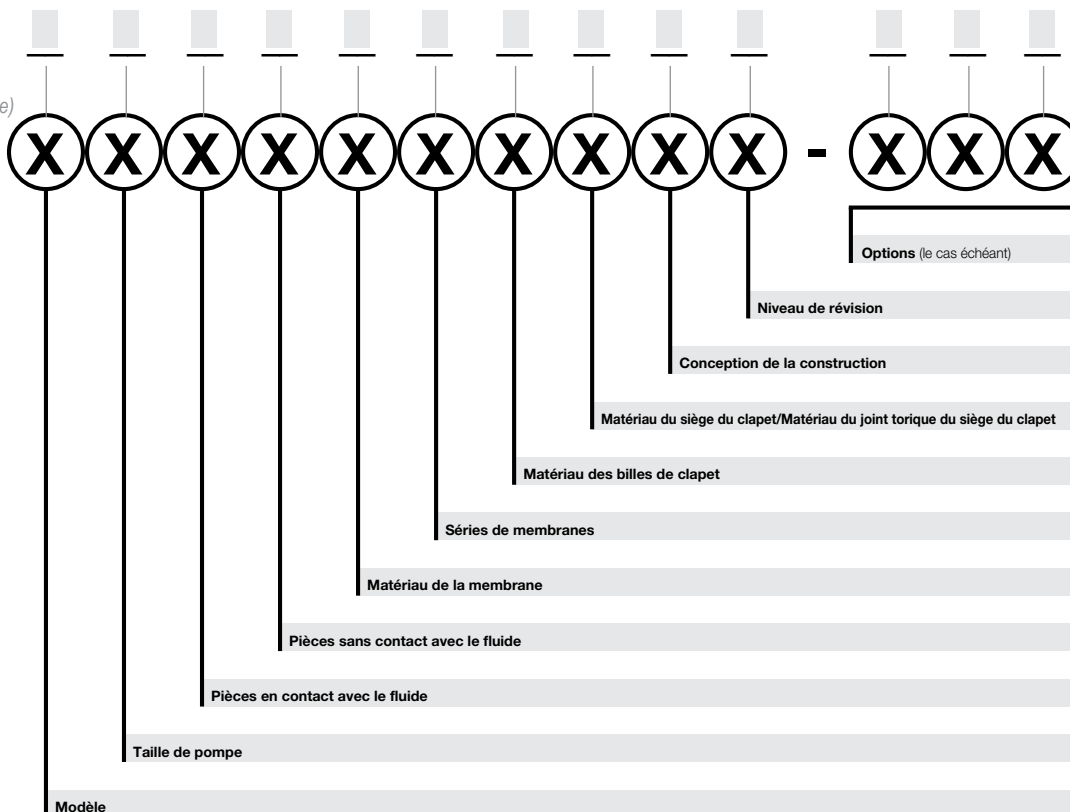 e)
X X X X X X X X X X - X X X
Options (le cas échéant)
Niveau de révision
Conception de la construction
Matériau du siège du clapet/Matériau du joint torique du siège du clapet
Matériau des billes de clapet
Séries de membranes
Matériau de la membrane
Pièces sans contact avec le fluide
Pièces en contact avec le fluide
Taille de pompe
Modèle